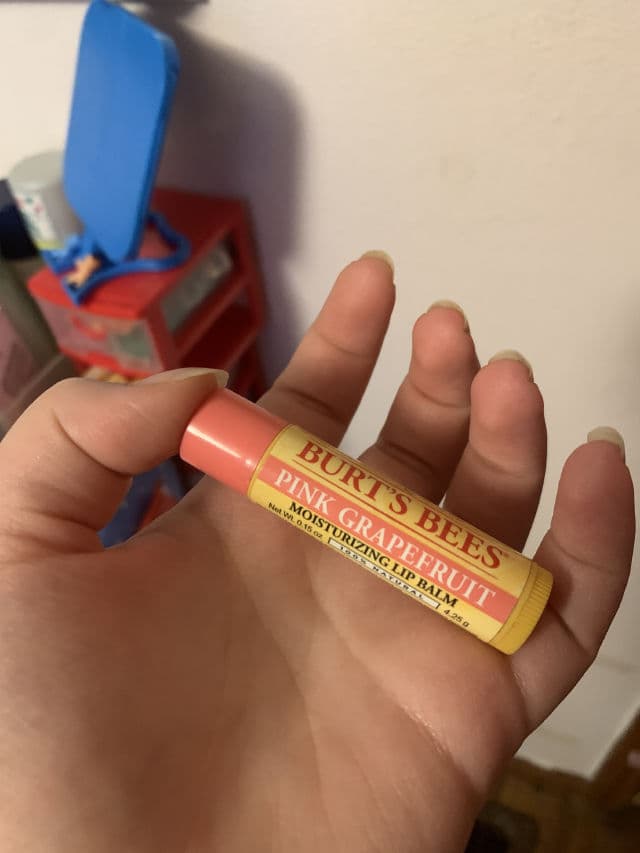 BURT'S BEES
PINK GRAPEFRUIT
MOISTURIZING LIP BALM
Net Wt. 0.15 oz 100% NATURAL 4.25 g